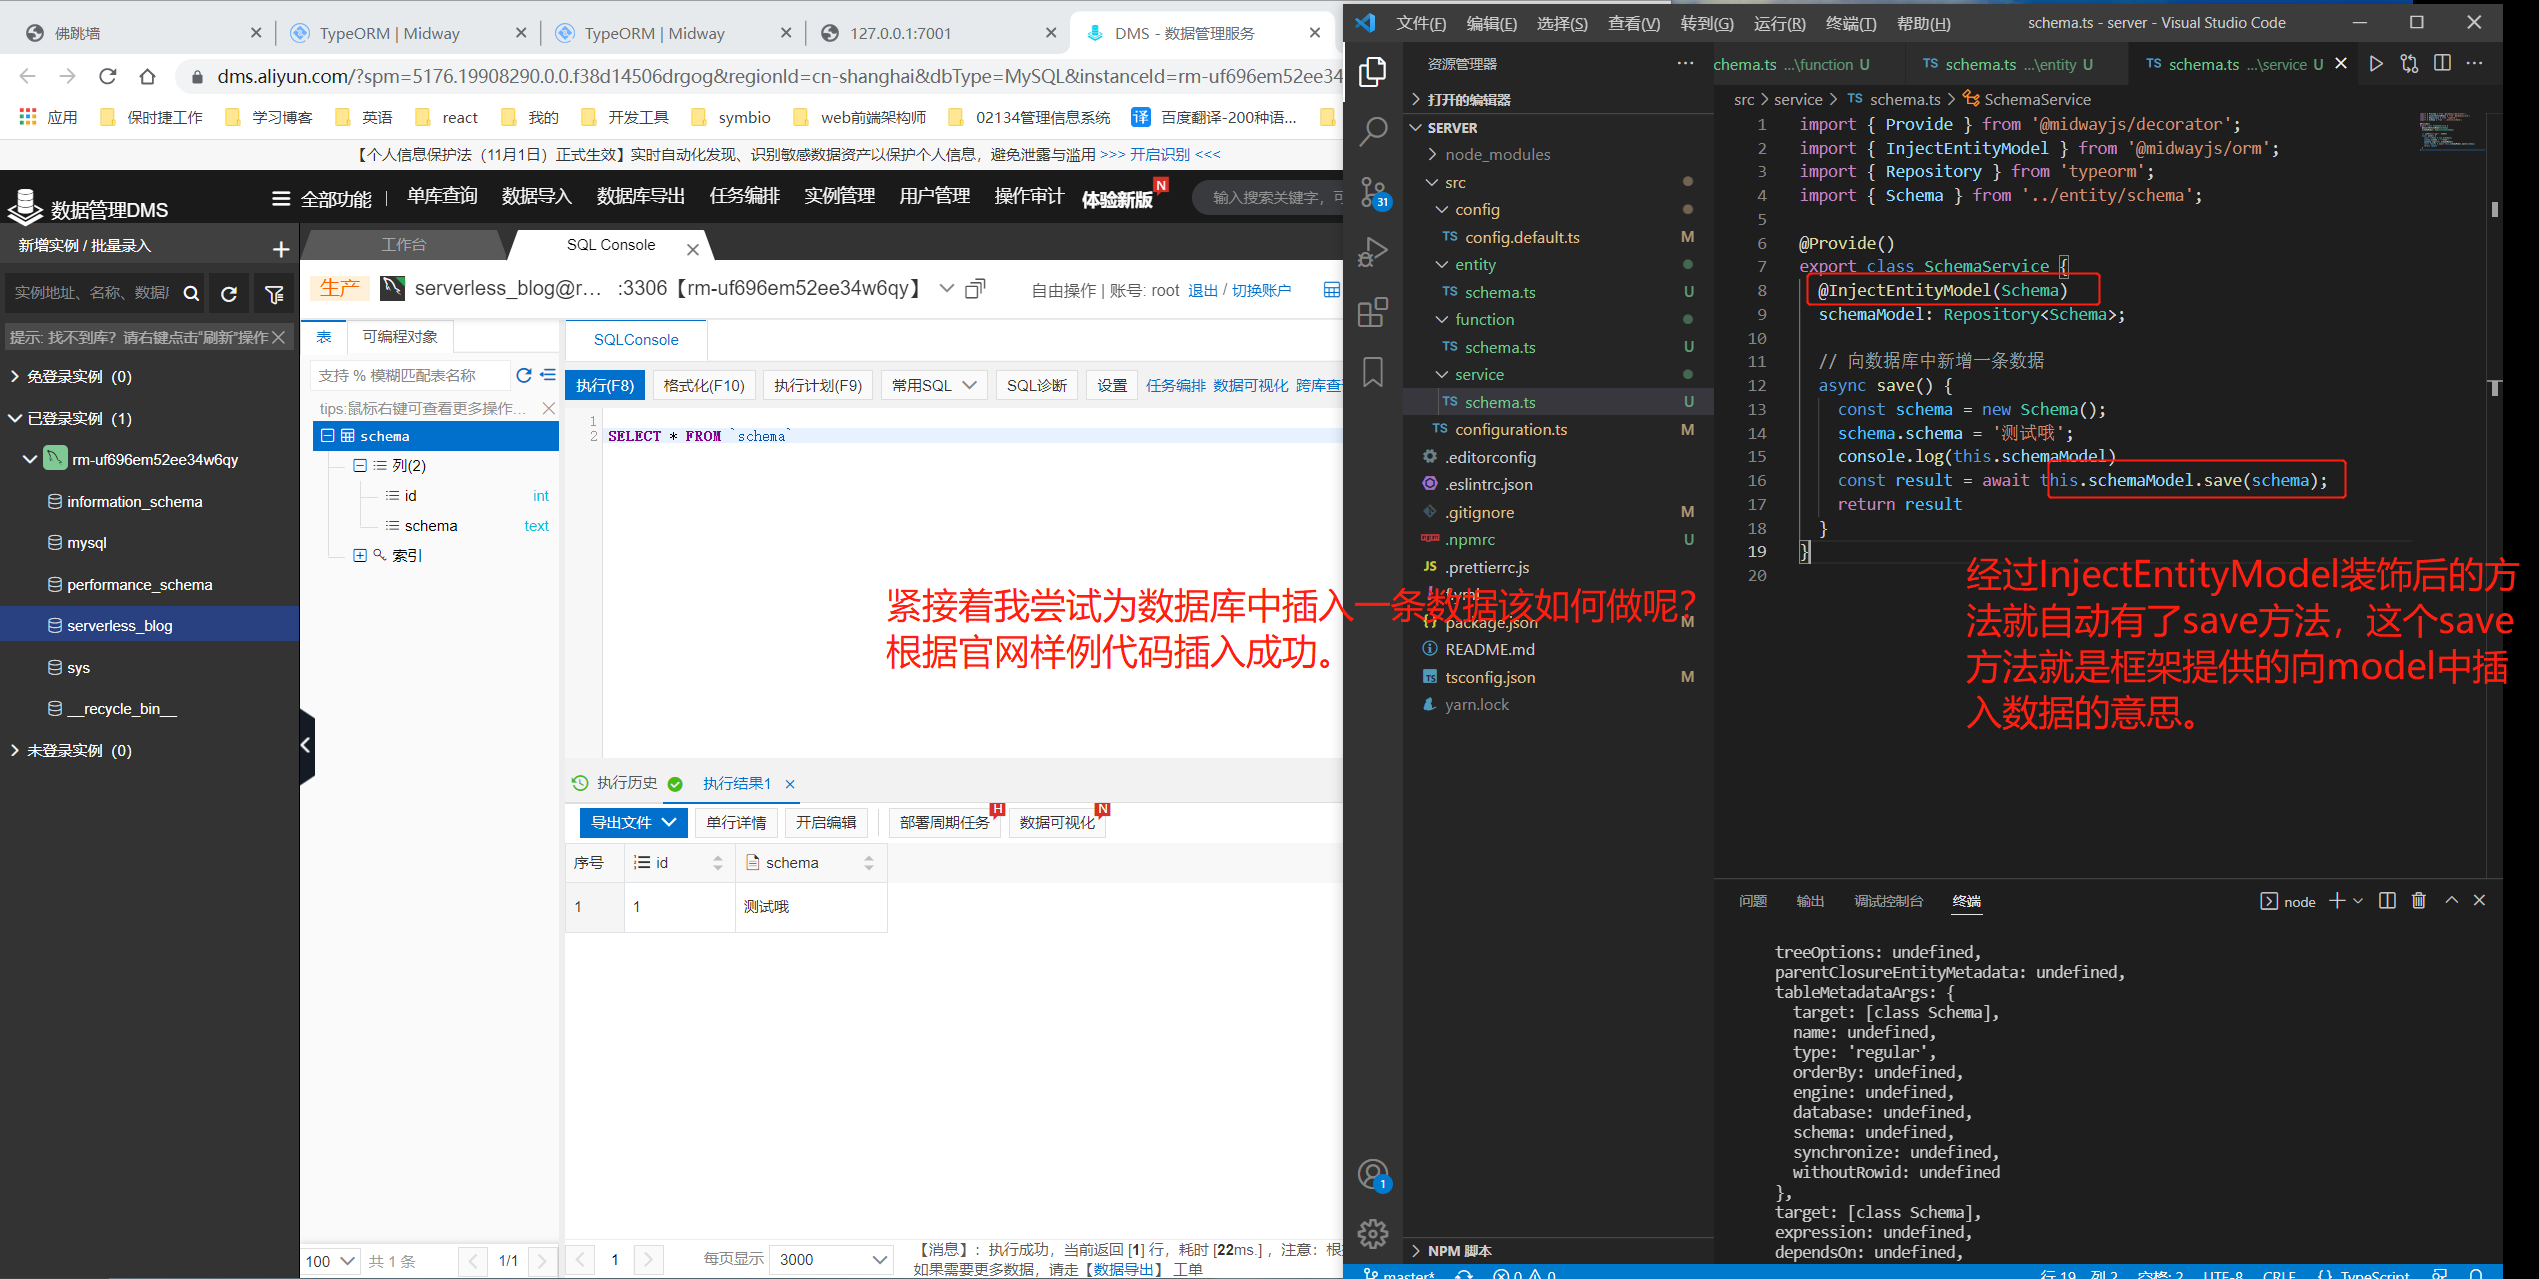 佛跳墙
TypeORM | Midway
TypeORM | Midway
127.0.0.1:7001
DMS - 数据管理服务
dms.aliyun.com/?spm=5176.19908290.0.0.f38d14506drgog&regionId=cn-shanghai&dbType=MySQL&instanceId=rm-uf696em52ee34
应用
保时捷工作
学习博客
英语
react
我的
开发工具
symbio
web前端架构师
02134管理信息系统
译 百度翻译-200种语...
【个人信息保护法（11月1日）正式生效】实时自动化发现、识别敏感数据资产以保护个人信息，避免泄露与滥用 >>> 开启识别 <<<
数据管理DMS
全部功能 | 单库查询 数据导入 数据库导出 任务编排 实例管理 用户管理 操作审计 体验新版 N
输入搜索关键字，可
新增实例 / 批量录入
实例地址、名称、数据
提示: 找不到库？请右键点击“刷新”操作
免登录实例 (0)
已登录实例 (1)
rm-uf696em52ee34w6qy
information_schema
mysql
performance_schema
serverless_blog
sys
__recycle_bin__
未登录实例 (0)
工作台
SQL Console
生产 serverless_blog@r... :3306【rm-uf696em52ee34w6qy】
自由操作 | 账号: root 退出 / 切换账户
表 可编程对象
支持 % 模糊匹配表名称
tips:鼠标右键可查看更多操作...
schema
列(2)
id int
schema text
索引
100 共 1 条 1/1
SQLConsole
执行(F8) 格式化(F10) 执行计划(F9) 常用SQL SQL诊断 设置 任务编排 数据可视化 跨库查
1
2 SELECT * FROM `schema`
紧接着我尝试为数据库中插入一条数据该如何做呢？
根据官网样例代码插入成功。
执行历史 执行结果1
导出文件 单行详情 开启编辑 部署周期任务 H 数据可视化 N
序号 id schema
1 1 测试哦
1 每页显示 3000
【消息】：执行成功，当前返回 [1] 行，耗时 [22ms.] ，注意：根
如果需要更多数据，请走【数据导出】 工单
文件(F) 编辑(E) 选择(S) 查看(V) 转到(G) 运行(R) 终端(T) 帮助(H)
schema.ts - server - Visual Studio Code
资源管理器
打开的编辑器
SERVER
node_modules
src
config
TS config.default.ts M
entity
TS schema.ts U
function
TS schema.ts U
service
TS schema.ts U
TS configuration.ts M
.editorconfig
.eslintrc.json
.gitignore M
.npmrc U
JS .prettierrc.js
f.yml
package.json M
README.md
tsconfig.json M
yarn.lock
NPM 脚本
31
1
chema.ts ...\function U
TS schema.ts ...\entity U
TS schema.ts ...\service U
src > service > TS schema.ts > SchemaService
1 import { Provide } from '@midwayjs/decorator';
2 import { InjectEntityModel } from '@midwayjs/orm';
3 import { Repository } from 'typeorm';
4 import { Schema } from '../entity/schema';
5
6 @Provide()
7 export class SchemaService {
8 @InjectEntityModel(Schema)
9 schemaModel: Repository<Schema>;
10
11 // 向数据库中新增一条数据
12 async save() {
13 const schema = new Schema();
14 schema.schema = '测试哦';
15 console.log(this.schemaModel)
16 const result = await this.schemaModel.save(schema);
17 return result
18 }
19 }
20
经过InjectEntityModel装饰后的方
法就自动有了save方法，这个save
方法就是框架提供的向model中插
入数据的意思。
问题 输出 调试控制台 终端
node
treeOptions: undefined,
parentClosureEntityMetadata: undefined,
tableMetadataArgs: {
target: [class Schema],
name: undefined,
type: 'regular',
orderBy: undefined,
engine: undefined,
database: undefined,
schema: undefined,
synchronize: undefined,
withoutRowid: undefined
},
target: [class Schema],
expression: undefined,
dependsOn: undefined,
master* 0 0
行 19，列 2 空格: 2 UTF-8 CRLF {} TypeScript